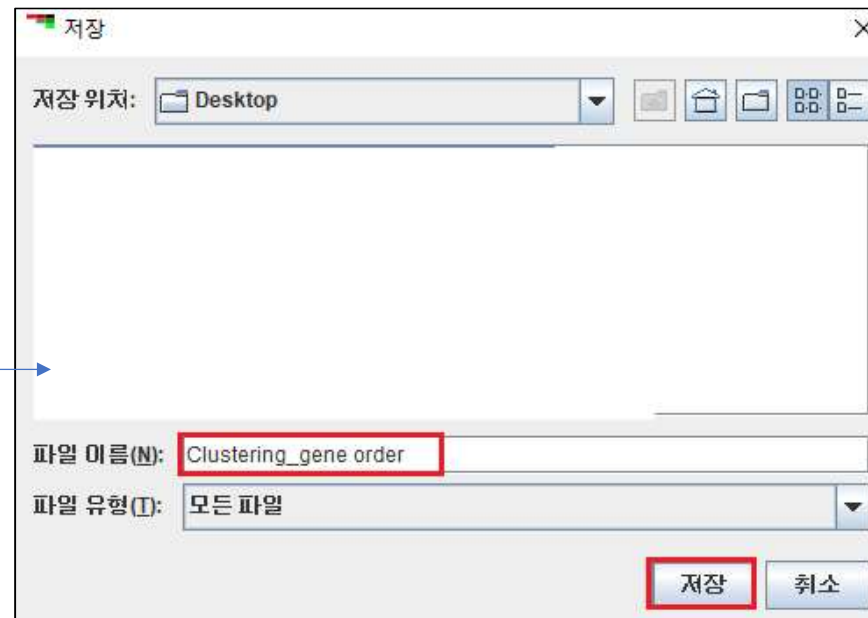 저장
저장 위치: Desktop
파일 이름(N): Clustering_gene order
파일 유형(T): 모든 파일
저장 취소